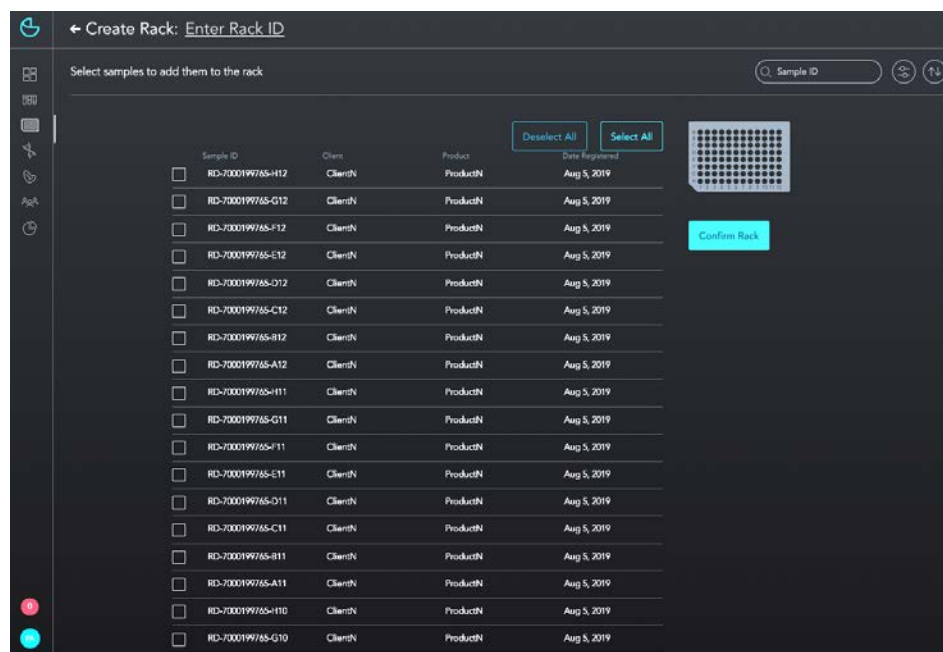 ← Create Rack: Enter Rack ID
Select samples to add them to the rack
Sample ID
Deselect All
Select All
Sample ID Client Product Date Registered
RD-7000199765-H12 ClientN ProductN Aug 5, 2019
RD-7000199765-G12 ClientN ProductN Aug 5, 2019
RD-7000199765-F12 ClientN ProductN Aug 5, 2019
RD-7000199765-E12 ClientN ProductN Aug 5, 2019
RD-7000199765-D12 ClientN ProductN Aug 5, 2019
RD-7000199765-C12 ClientN ProductN Aug 5, 2019
RD-7000199765-B12 ClientN ProductN Aug 5, 2019
RD-7000199765-A12 ClientN ProductN Aug 5, 2019
RD-7000199765-H11 ClientN ProductN Aug 5, 2019
RD-7000199765-G11 ClientN ProductN Aug 5, 2019
RD-7000199765-F11 ClientN ProductN Aug 5, 2019
RD-7000199765-E11 ClientN ProductN Aug 5, 2019
RD-7000199765-D11 ClientN ProductN Aug 5, 2019
RD-7000199765-C11 ClientN ProductN Aug 5, 2019
RD-7000199765-B11 ClientN ProductN Aug 5, 2019
RD-7000199765-A11 ClientN ProductN Aug 5, 2019
RD-7000199765-H10 ClientN ProductN Aug 5, 2019
RD-7000199765-G10 ClientN ProductN Aug 5, 2019
Confirm Rack
0